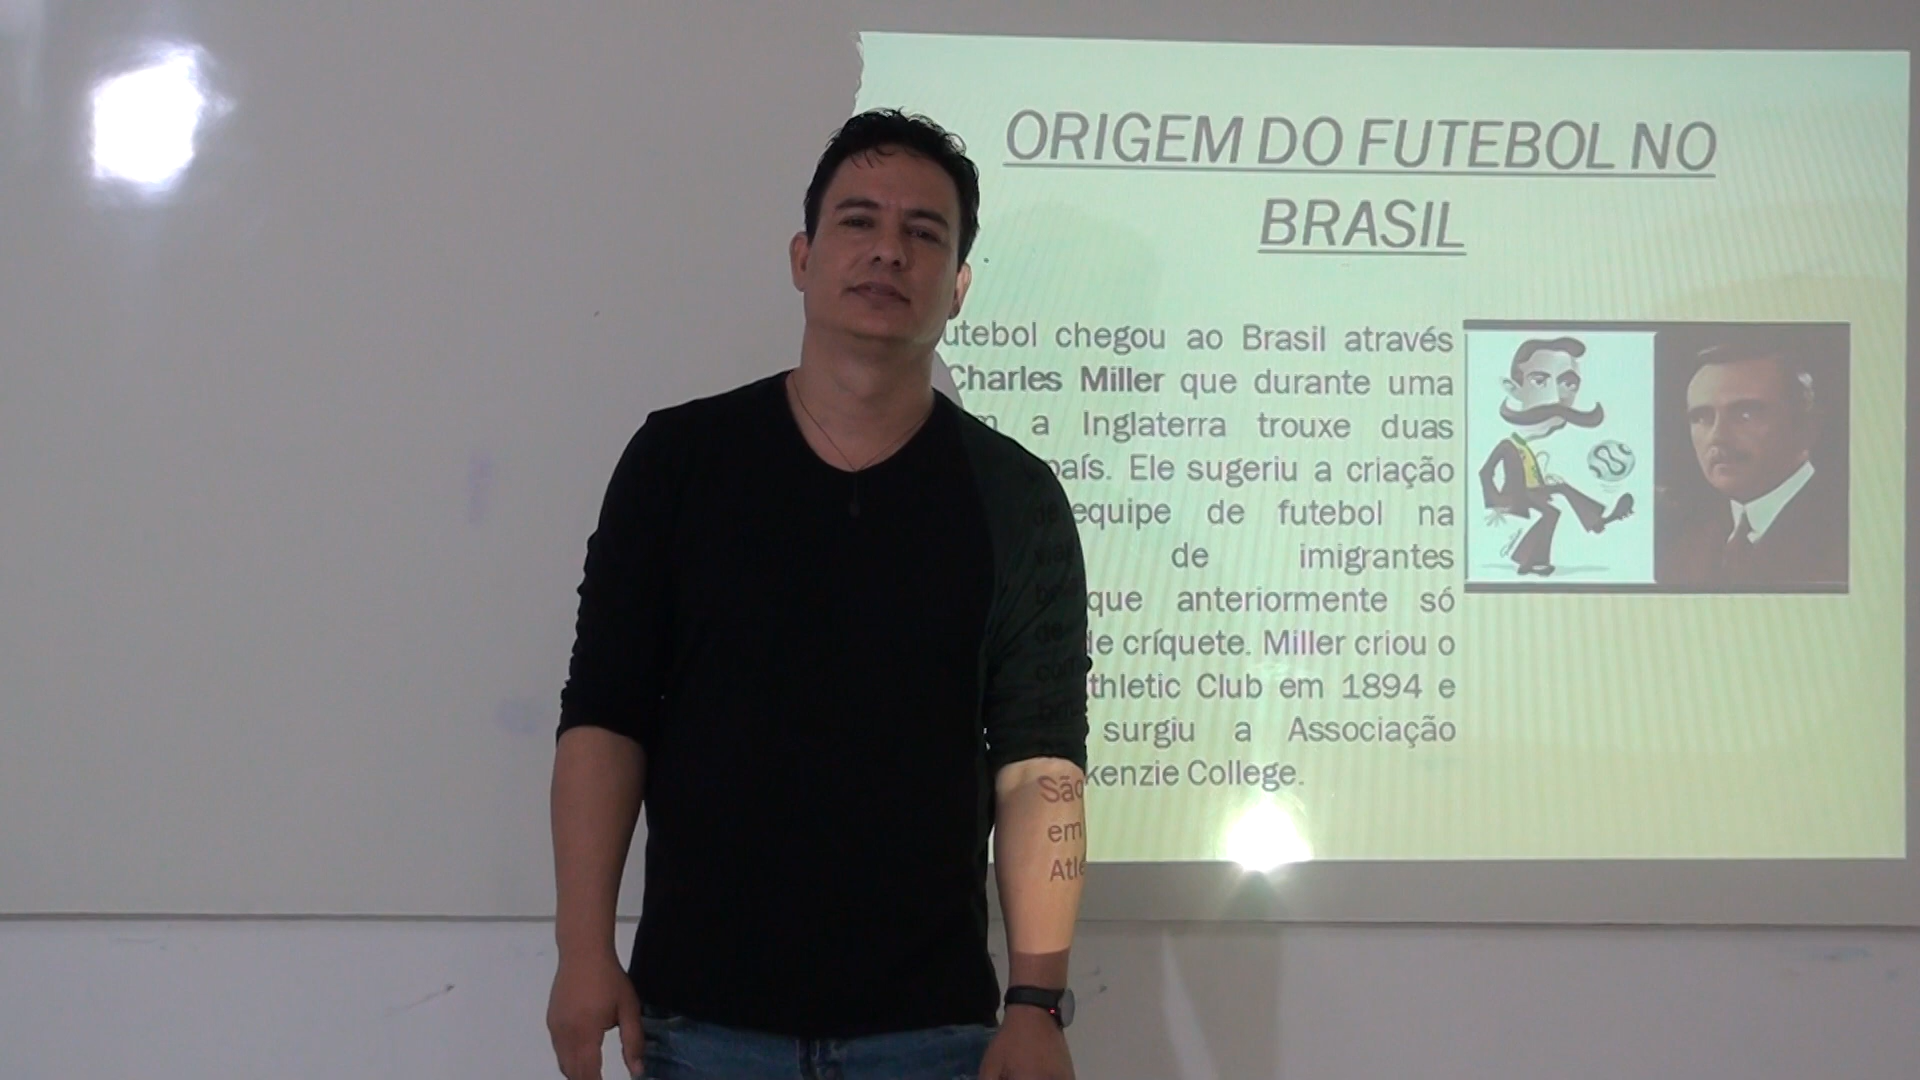 ORIGEM DO FUTEBOL NO
BRASIL
utebol chegou ao Brasil através
Charles Miller que durante uma
a Inglaterra trouxe duas
país. Ele sugeriu a criação
de equipe de futebol na
de imigrantes
que anteriormente só
de críquete. Miller criou o
São thletic Club em 1894 e
em surgiu a Associação
Atlé kenzie College.